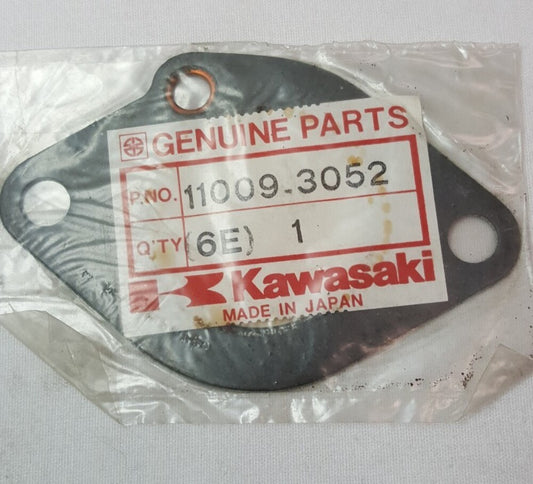 GENUINE PARTS
P.NO. 11009-3052
Q'TY (6E) 1
Kawasaki
MADE IN JAPAN